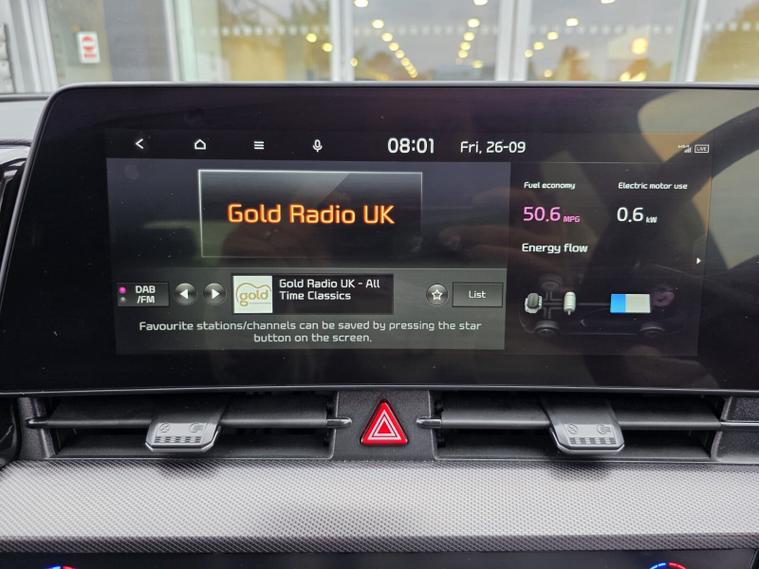 08:01 Fri, 26-09
LIVE
Gold Radio UK
Fuel economy
Electric motor use
50.6 MPG
0.6 kW
Energy flow
DAB
/FM
gold
Gold Radio UK - All
Time Classics
List
Favourite stations/channels can be saved by pressing the star
button on the screen.